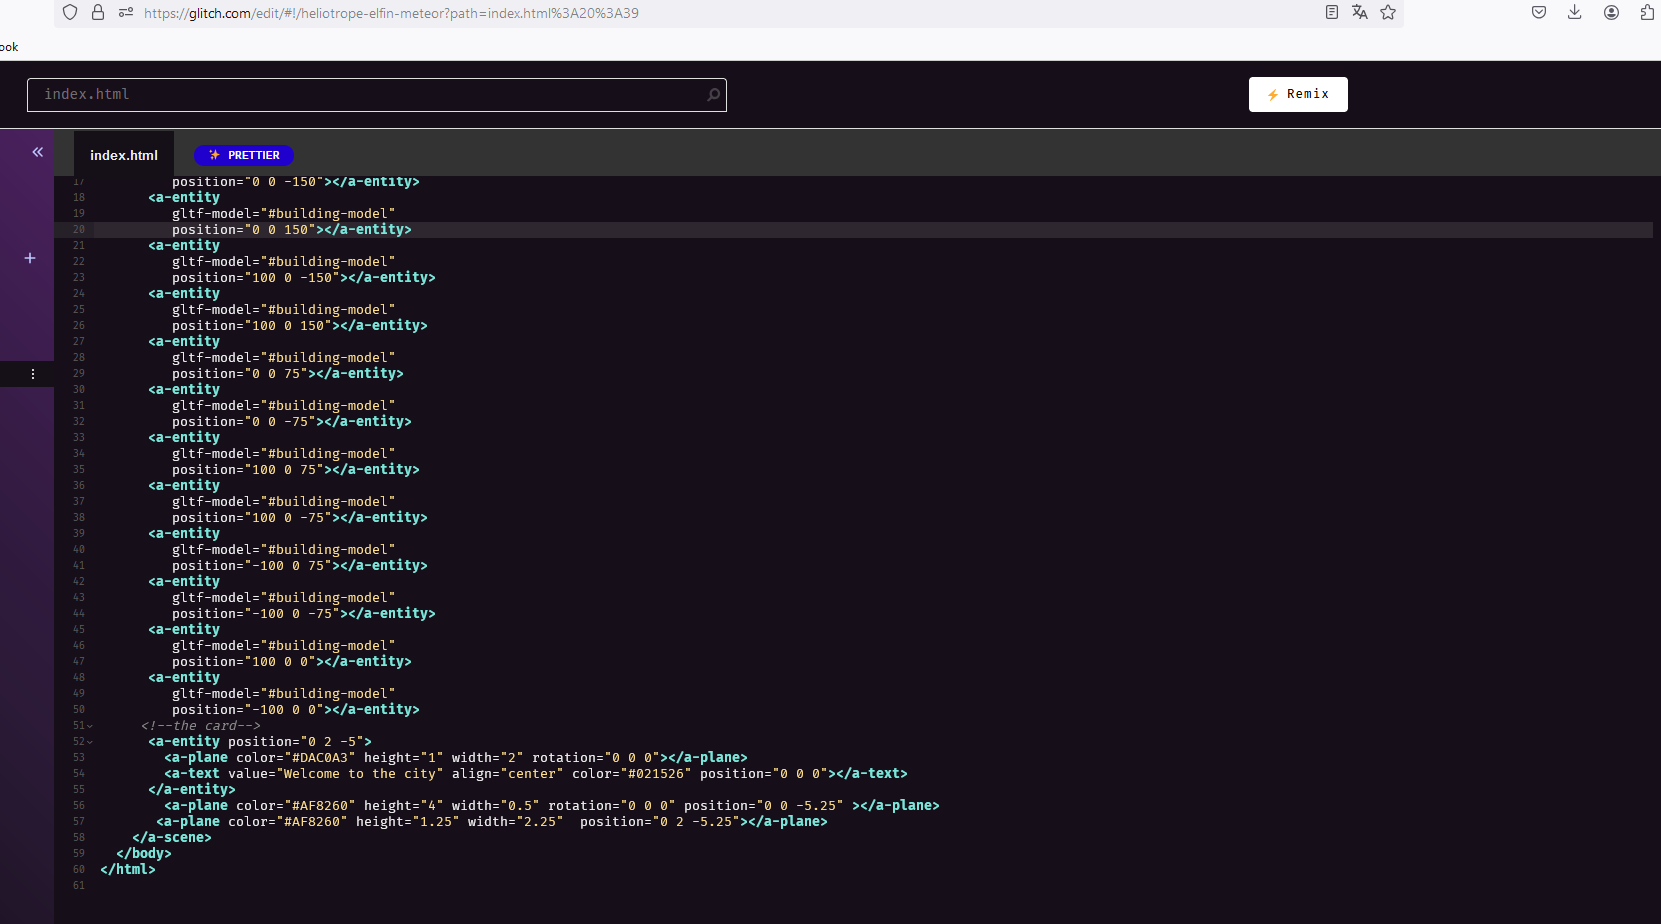 https://glitch.com/edit/#!/heliotrope-elfin-meteor?path=index.html%3A20%3A39
ook
index.html
Remix
index.html
PRETTIER
17 position="0 0 -150"></a-entity>
18 <a-entity
19 gltf-model="#building-model"
20 position="0 0 150"></a-entity>
21 <a-entity
22 gltf-model="#building-model"
23 position="100 0 -150"></a-entity>
24 <a-entity
25 gltf-model="#building-model"
26 position="100 0 150"></a-entity>
27 <a-entity
28 gltf-model="#building-model"
29 position="0 0 75"></a-entity>
30 <a-entity
31 gltf-model="#building-model"
32 position="0 0 -75"></a-entity>
33 <a-entity
34 gltf-model="#building-model"
35 position="100 0 75"></a-entity>
36 <a-entity
37 gltf-model="#building-model"
38 position="100 0 -75"></a-entity>
39 <a-entity
40 gltf-model="#building-model"
41 position="-100 0 75"></a-entity>
42 <a-entity
43 gltf-model="#building-model"
44 position="-100 0 -75"></a-entity>
45 <a-entity
46 gltf-model="#building-model"
47 position="100 0 0"></a-entity>
48 <a-entity
49 gltf-model="#building-model"
50 position="-100 0 0"></a-entity>
51 <!--the card-->
52 <a-entity position="0 2 -5">
53 <a-plane color="#DAC0A3" height="1" width="2" rotation="0 0 0"></a-plane>
54 <a-text value="Welcome to the city" align="center" color="#021526" position="0 0 0"></a-text>
55 </a-entity>
56 <a-plane color="#AF8260" height="4" width="0.5" rotation="0 0 0" position="0 0 -5.25" ></a-plane>
57 <a-plane color="#AF8260" height="1.25" width="2.25"  position="0 2 -5.25"></a-plane>
58 </a-scene>
59 </body>
60 </html>
61